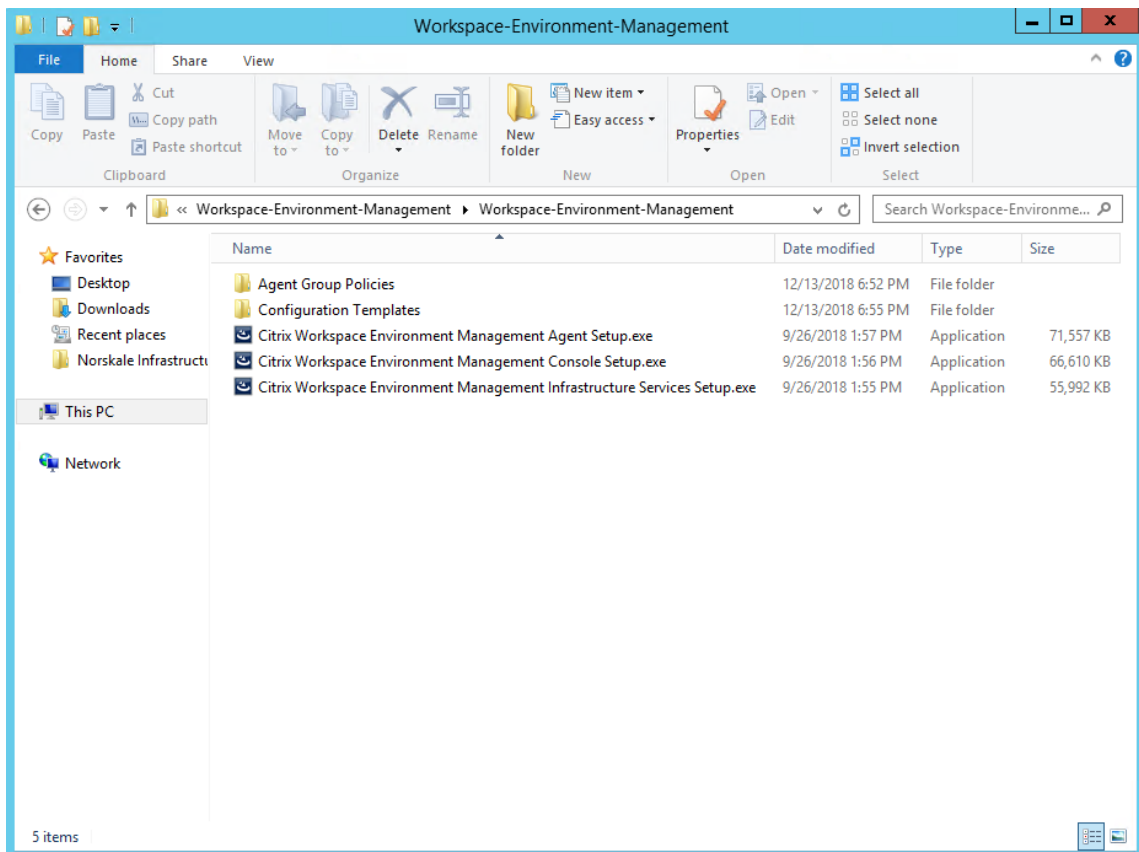 Workspace-Environment-Management
File Home Share View
Copy
Paste
Cut
Copy path
Paste shortcut
Clipboard
Move to
Copy to
Delete
Rename
Organize
New folder
New item
Easy access
New
Properties
Open
Edit
Open
Select all
Select none
Invert selection
Select
« Workspace-Environment-Management Workspace-Environment-Management
Search Workspace-Environme...
Favorites
Desktop
Downloads
Recent places
Norskale Infrastructu
This PC
Network
Name Date modified Type Size
Agent Group Policies 12/13/2018 6:52 PM File folder
Configuration Templates 12/13/2018 6:55 PM File folder
Citrix Workspace Environment Management Agent Setup.exe 9/26/2018 1:57 PM Application 71,557 KB
Citrix Workspace Environment Management Console Setup.exe 9/26/2018 1:56 PM Application 66,610 KB
Citrix Workspace Environment Management Infrastructure Services Setup.exe 9/26/2018 1:55 PM Application 55,992 KB
5 items